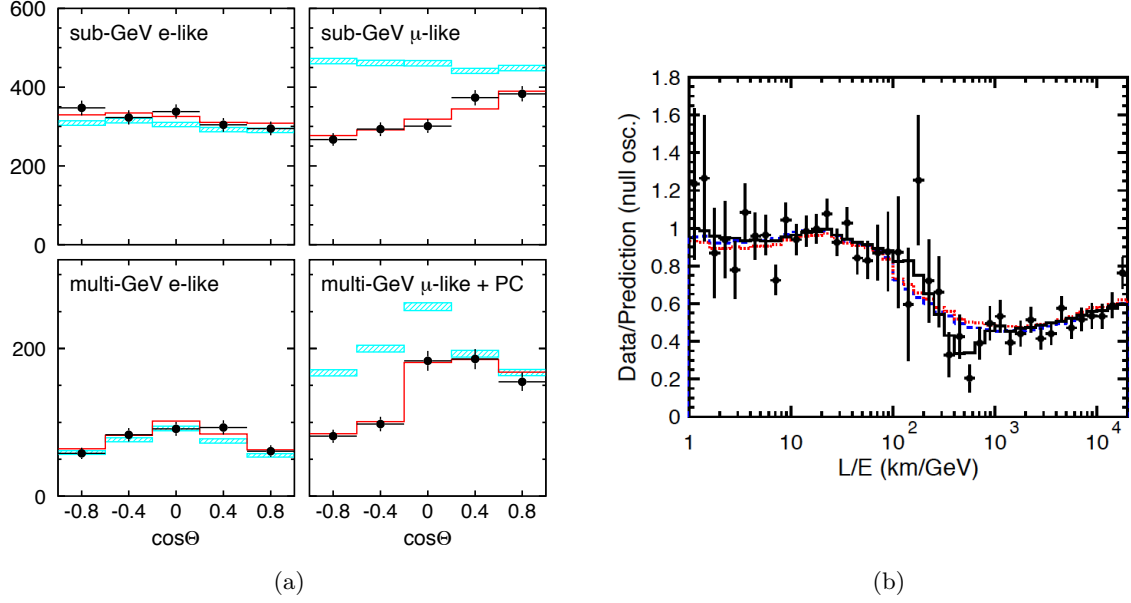 600
500
400
300
200
100
0
sub-GeV e-like
sub-GeV μ-like
200
0
multi-GeV e-like
multi-GeV μ-like + PC
-0.8 -0.4 0 0.4 0.8
-0.8 -0.4 0 0.4 0.8
cosΘ
cosΘ
(a)
Data/Prediction (null osc.)
1.8
1.6
1.4
1.2
1
0.8
0.6
0.4
0.2
0
1 10 10² 10³ 10⁴
L/E (km/GeV)
(b)